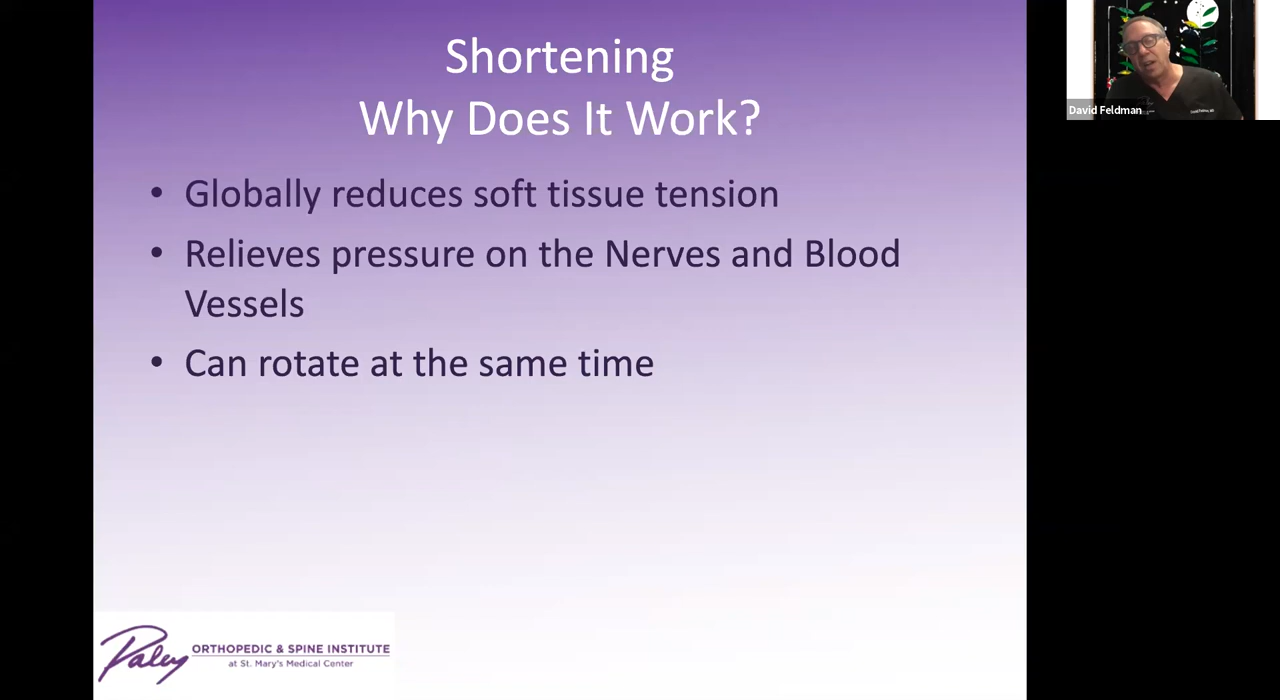 Shortening
Why Does It Work?
• Globally reduces soft tissue tension
• Relieves pressure on the Nerves and Blood
Vessels
• Can rotate at the same time
David Feldman
Paley
ORTHOPEDIC & SPINE INSTITUTE
at St. Mary's Medical Center